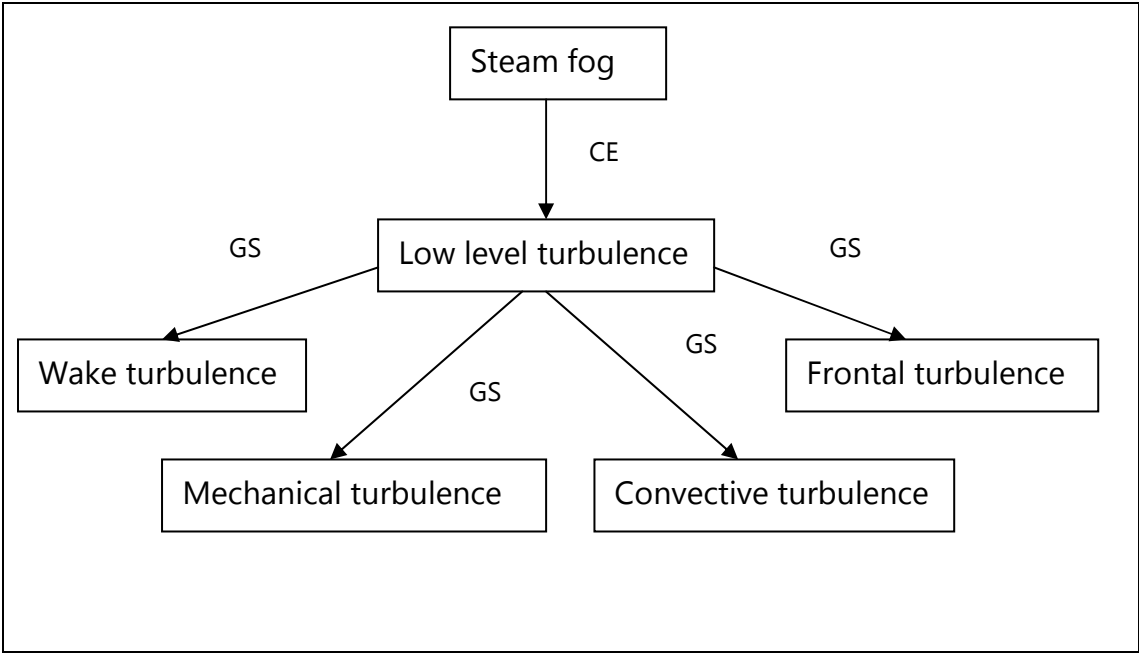 Steam fog
CE
Low level turbulence
GS
GS
GS
GS
Wake turbulence
Frontal turbulence
Mechanical turbulence
Convective turbulence